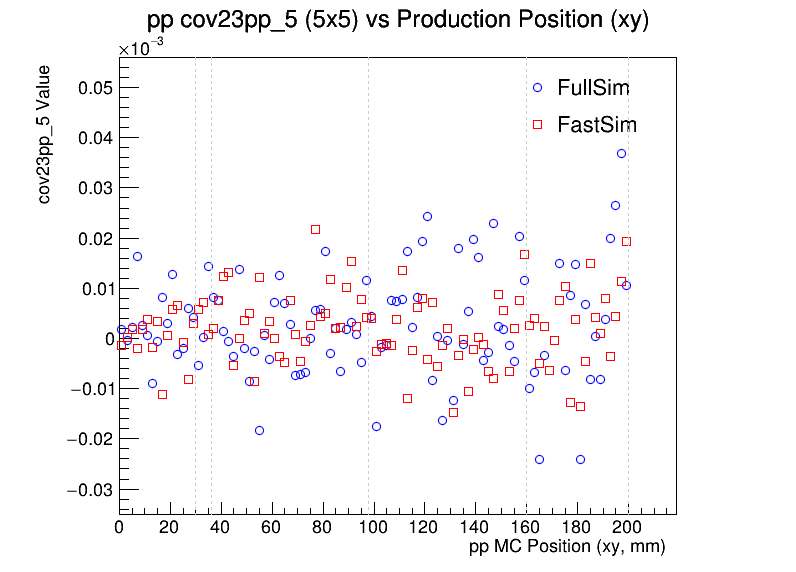 pp cov23pp_5 (5x5) vs Production Position (xy)
×10⁻³
cov23pp_5 Value
0.05
0.04
0.03
0.02
0.01
0
−0.01
−0.02
−0.03
FullSim
FastSim
0 20 40 60 80 100 120 140 160 180 200
pp MC Position (xy, mm)